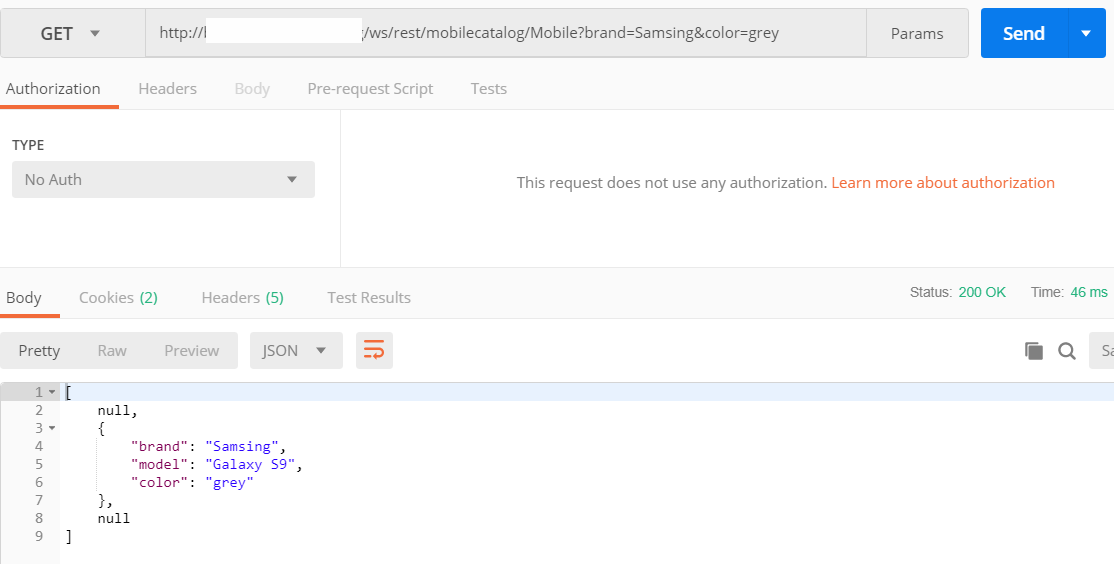 GET http:// /ws/rest/mobilecatalog/Mobile?brand=Samsing&color=grey Params Send
Authorization Headers Body Pre-request Script Tests
TYPE
No Auth
This request does not use any authorization. Learn more about authorization
Body Cookies (2) Headers (5) Test Results Status: 200 OK Time: 46 ms
Pretty Raw Preview JSON
1 [
2 null,
3 {
4 "brand": "Samsing",
5 "model": "Galaxy S9",
6 "color": "grey"
7 },
8 null
9 ]